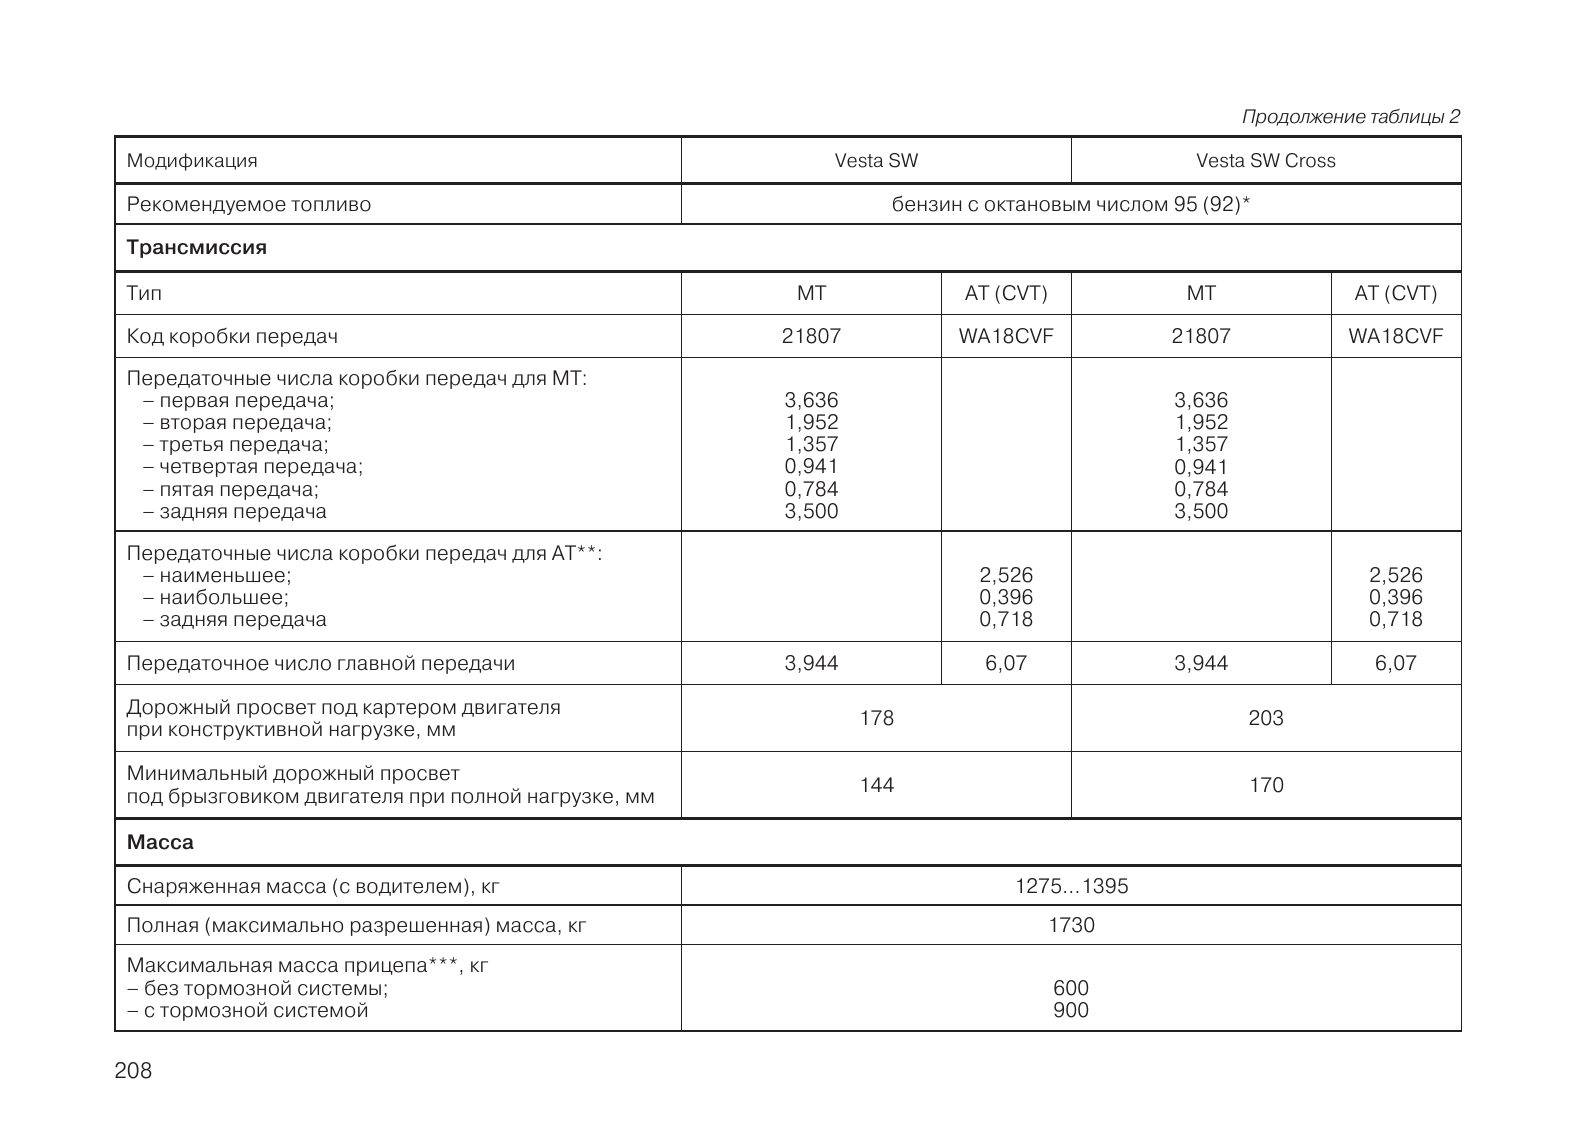 Продолжение таблицы 2
Модификация Vesta SW Vesta SW Cross
Рекомендуемое топливо бензин с октановым числом 95 (92)*
Трансмиссия
Тип МТ АТ (CVT) МТ АТ (CVT)
Код коробки передач 21807 WA18CVF 21807 WA18CVF
Передаточные числа коробки передач для МТ:
– первая передача; 3,636 3,636
– вторая передача; 1,952 1,952
– третья передача; 1,357 1,357
– четвертая передача; 0,941 0,941
– пятая передача; 0,784 0,784
– задняя передача 3,500 3,500
Передаточные числа коробки передач для АТ**:
– наименьшее; 2,526 2,526
– наибольшее; 0,396 0,396
– задняя передача 0,718 0,718
Передаточное число главной передачи 3,944 6,07 3,944 6,07
Дорожный просвет под картером двигателя
при конструктивной нагрузке, мм 178 203
Минимальный дорожный просвет
под брызговиком двигателя при полной нагрузке, мм 144 170
Масса
Снаряженная масса (с водителем), кг 1275...1395
Полная (максимально разрешенная) масса, кг 1730
Максимальная масса прицепа***, кг
– без тормозной системы; 600
– с тормозной системой 900
208